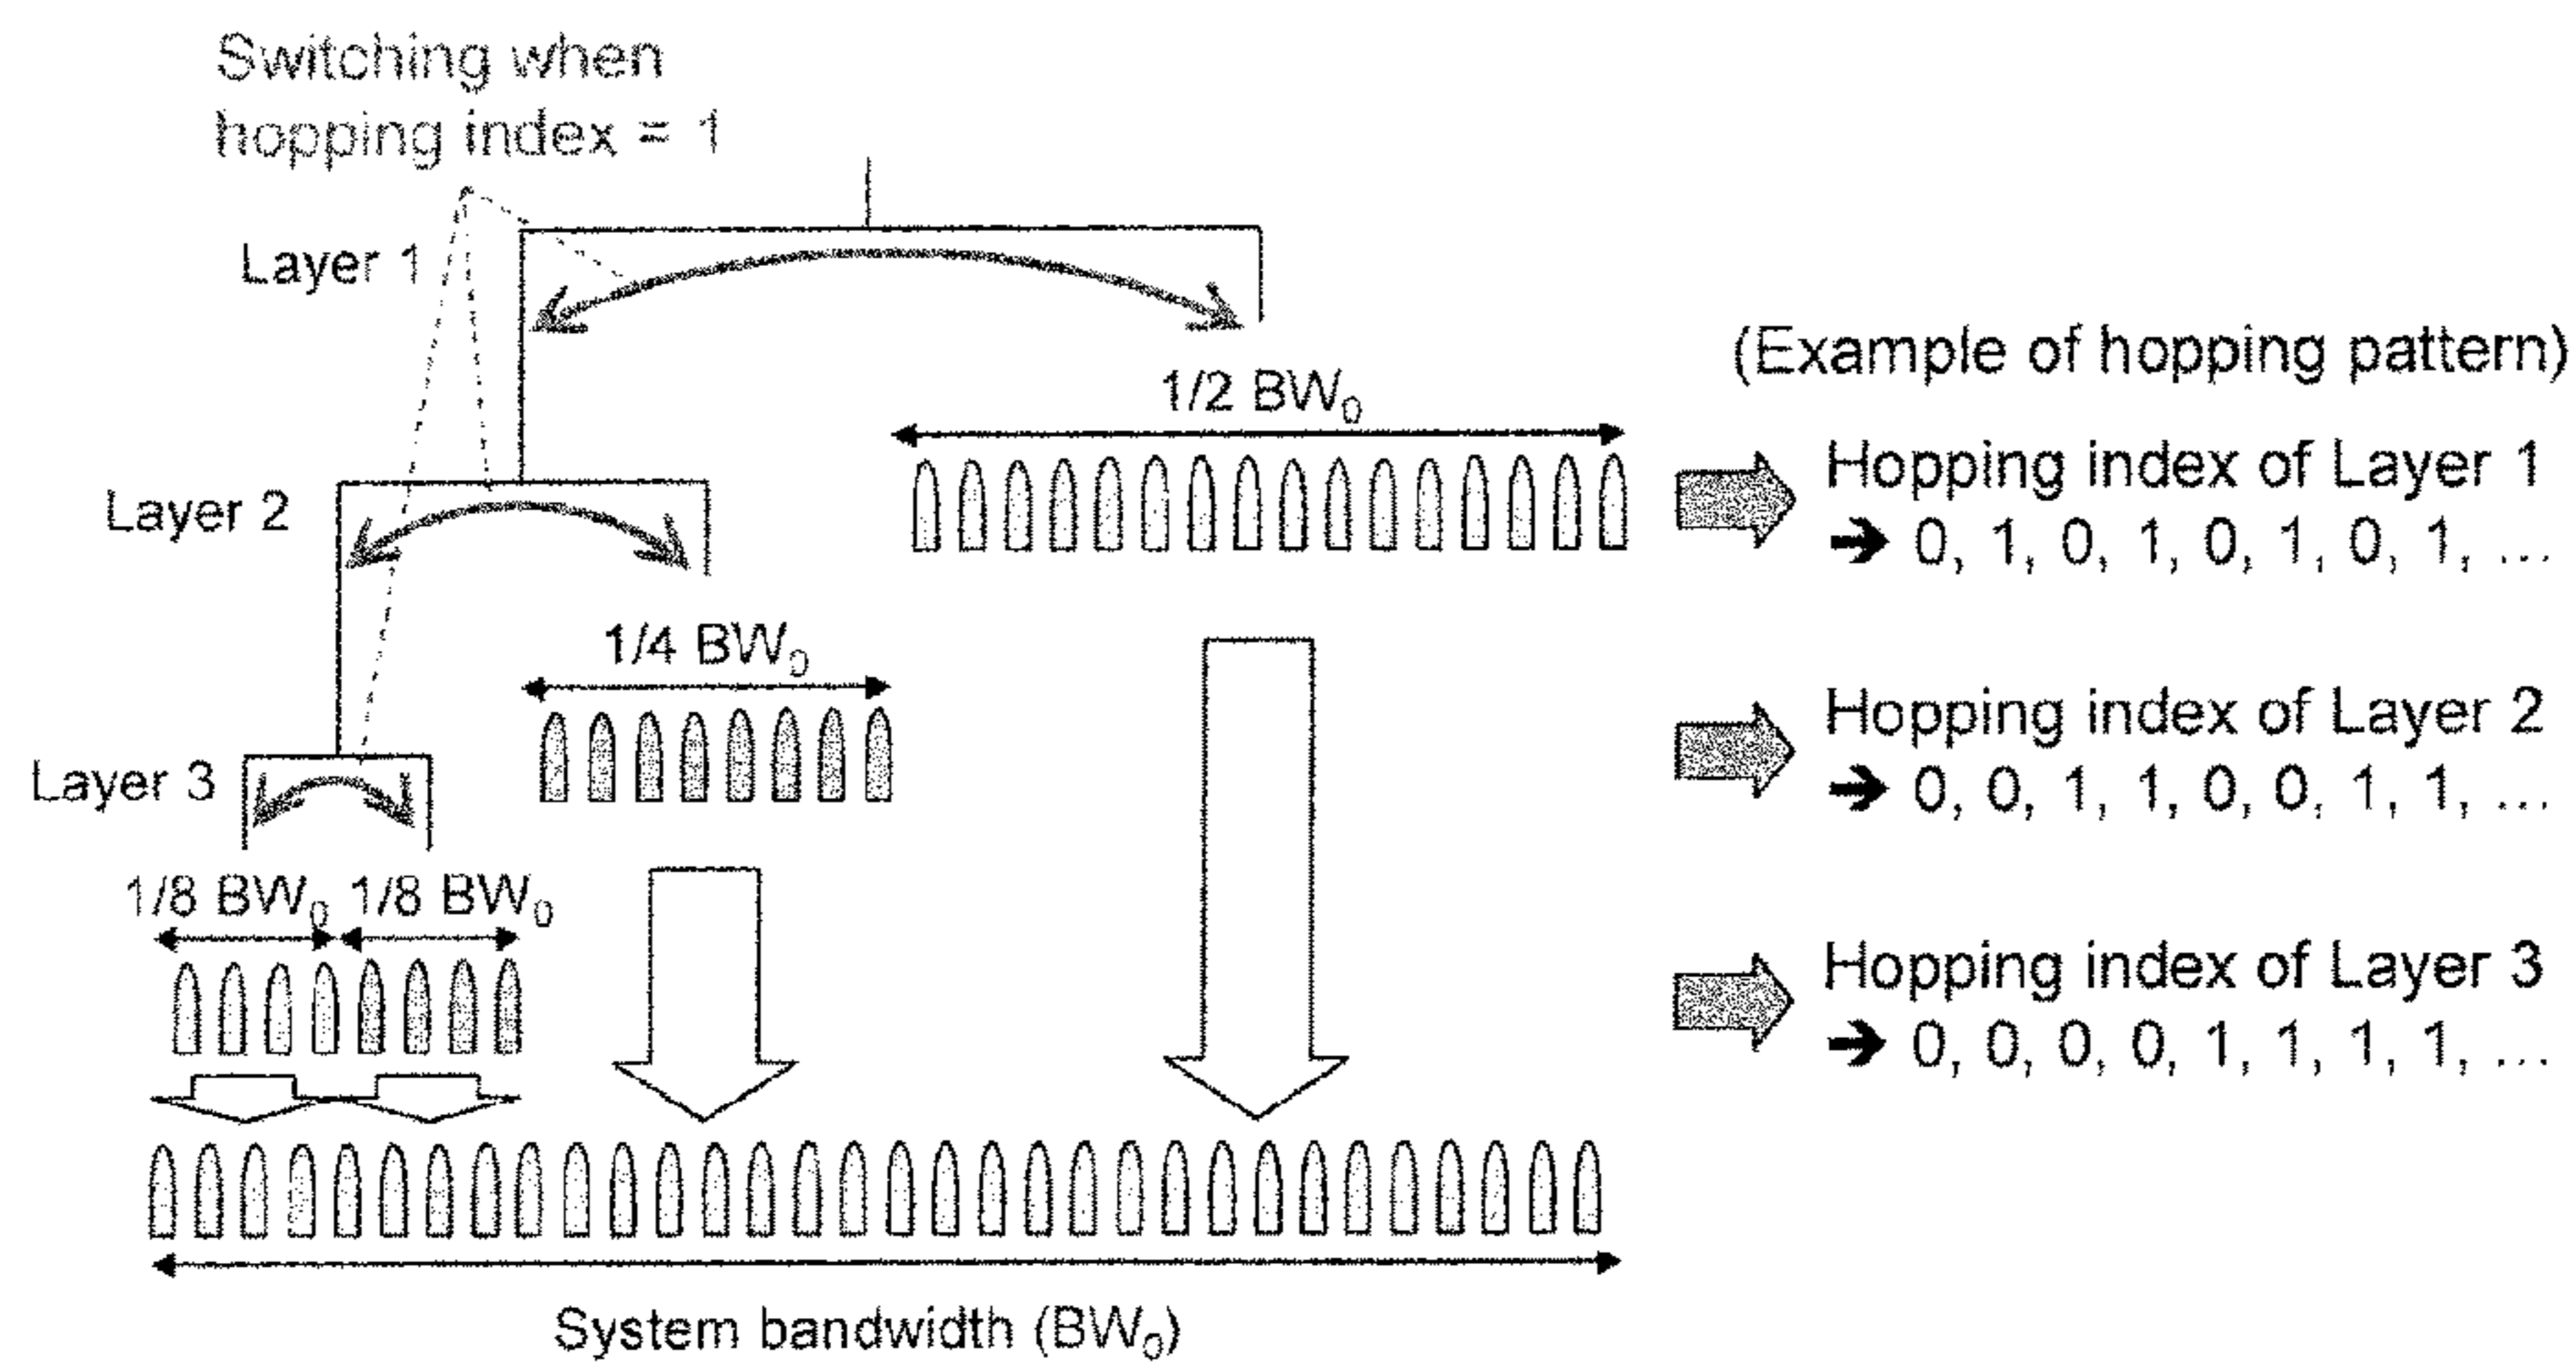 Switching when
hopping index = 1
Layer 1
(Example of hopping pattern)
1/2 BW₀
Hopping index of Layer 1
➔ 0, 1, 0, 1, 0, 1, 0, 1, ...
Layer 2
1/4 BW₀
Hopping index of Layer 2
➔ 0, 0, 1, 1, 0, 0, 1, 1, ...
Layer 3
1/8 BW₀ 1/8 BW₀
Hopping index of Layer 3
➔ 0, 0, 0, 0, 1, 1, 1, 1, ...
System bandwidth (BW₀)